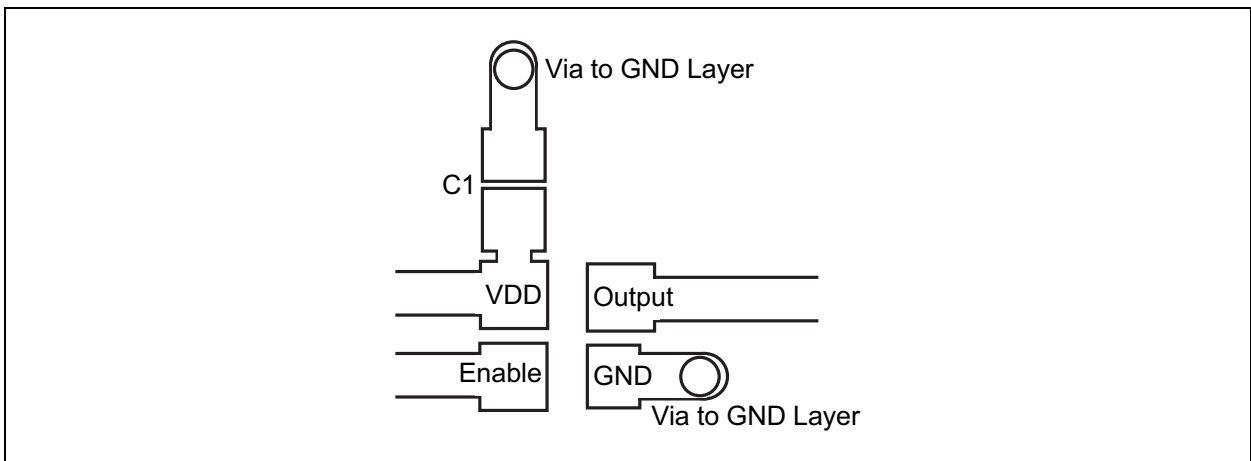 Via to GND Layer
C1
VDD
Output
Enable
GND
Via to GND Layer